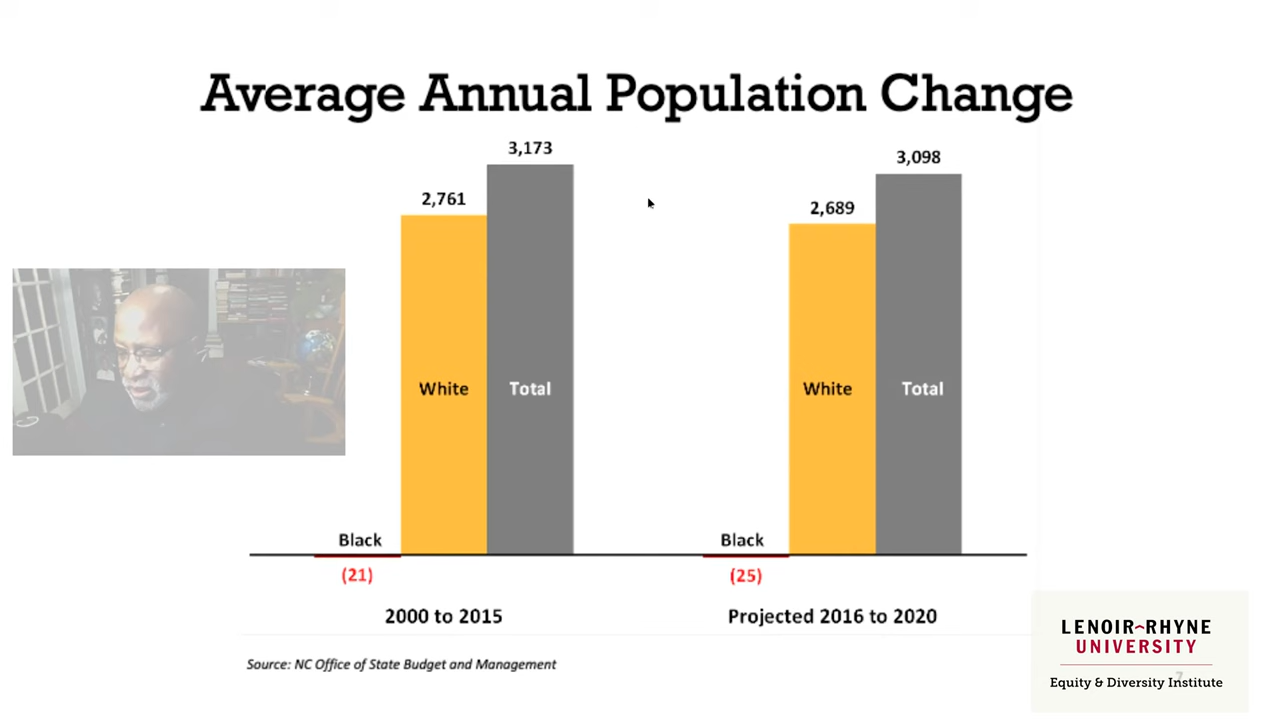 Average Annual Population Change
3,173
2,761
White
Total
Black
(21)
2000 to 2015
3,098
2,689
White
Total
Black
(25)
Projected 2016 to 2020
Source: NC Office of State Budget and Management
LENOIR-RHYNE
UNIVERSITY
7
Equity & Diversity Institute